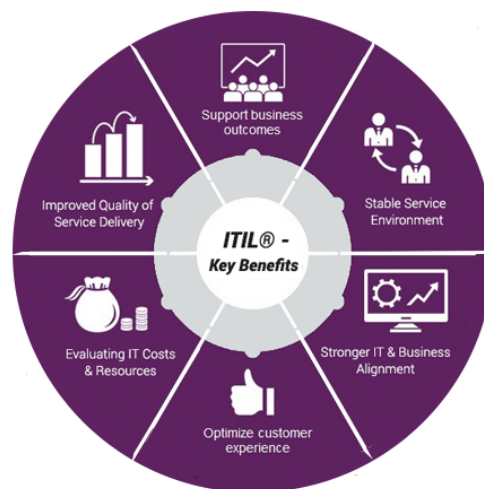 Support business
outcomes
Stable Service
Environment
Stronger IT & Business
Alignment
Optimize customer
experience
Evaluating IT Costs
& Resources
Improved Quality of
Service Delivery
ITIL® -
Key Benefits